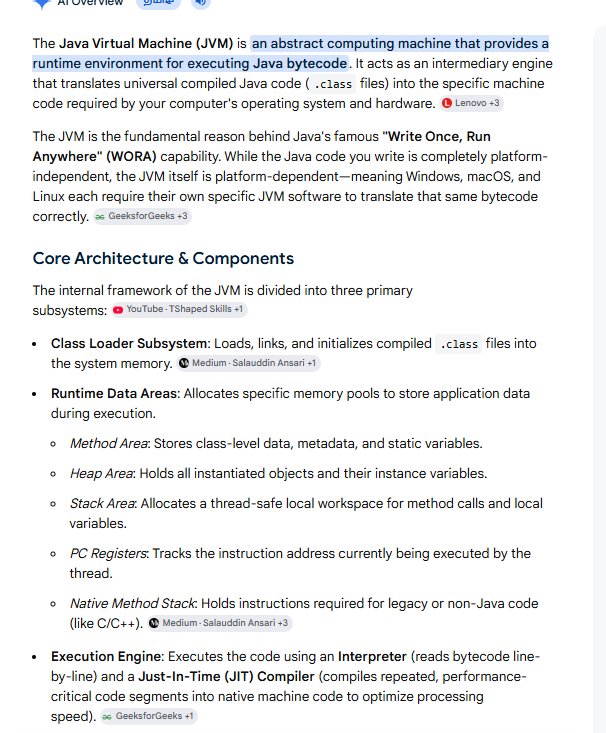 AI Overview தமிழ்
The Java Virtual Machine (JVM) is an abstract computing machine that provides a
runtime environment for executing Java bytecode. It acts as an intermediary engine
that translates universal compiled Java code ( .class files) into the specific machine
code required by your computer's operating system and hardware. Lenovo +3
The JVM is the fundamental reason behind Java's famous "Write Once, Run
Anywhere" (WORA) capability. While the Java code you write is completely platform-
independent, the JVM itself is platform-dependent—meaning Windows, macOS, and
Linux each require their own specific JVM software to translate that same bytecode
correctly. GeeksforGeeks +3
Core Architecture & Components
The internal framework of the JVM is divided into three primary
subsystems: YouTube · TShaped Skills +1
• Class Loader Subsystem: Loads, links, and initializes compiled .class files into
the system memory. Medium · Salauddin Ansari +1
• Runtime Data Areas: Allocates specific memory pools to store application data
during execution.
◦ Method Area: Stores class-level data, metadata, and static variables.
◦ Heap Area: Holds all instantiated objects and their instance variables.
◦ Stack Area: Allocates a thread-safe local workspace for method calls and local
variables.
◦ PC Registers: Tracks the instruction address currently being executed by the
thread.
◦ Native Method Stack: Holds instructions required for legacy or non-Java code
(like C/C++). Medium · Salauddin Ansari +3
• Execution Engine: Executes the code using an Interpreter (reads bytecode line-
by-line) and a Just-In-Time (JIT) Compiler (compiles repeated, performance-
critical code segments into native machine code to optimize processing
speed). GeeksforGeeks +1